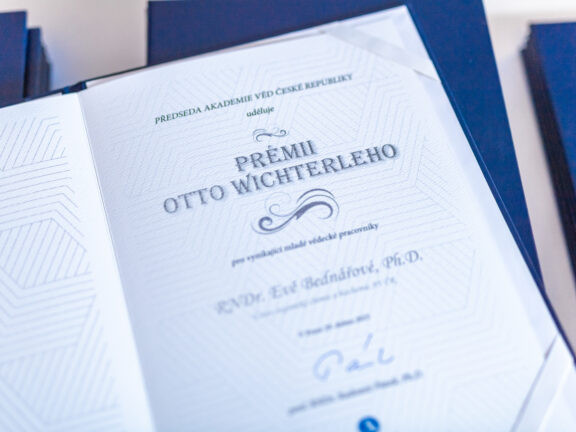 PŘEDSEDA AKADEMIE VĚD ČESKÉ REPUBLIKY
uděluje
PRÉMII
OTTO WICHTERLEHO
pro vynikající mladé vědecké pracovníky
RNDr. Evě Bednářové, Ph.D.